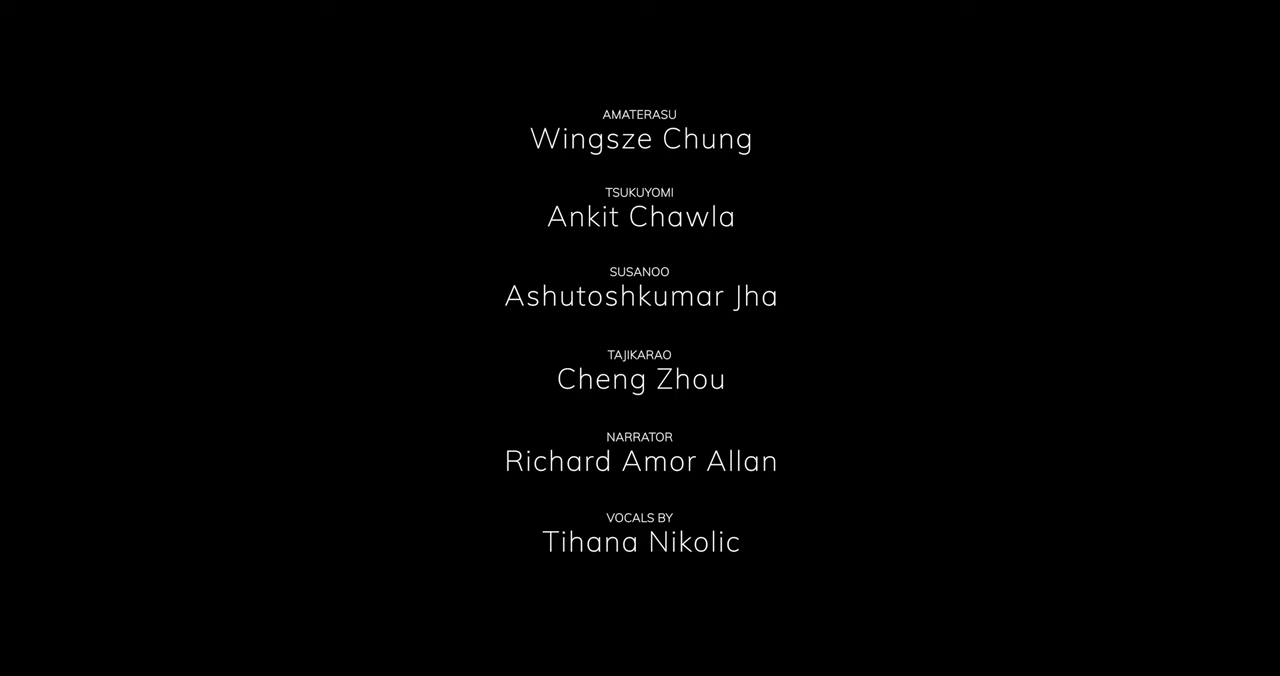 AMATERASU
Wingsze Chung
TSUKUYOMI
Ankit Chawla
SUSANOO
Ashutoshkumar Jha
TAJIKARAO
Cheng Zhou
NARRATOR
Richard Amor Allan
VOCALS BY
Tihana Nikolic